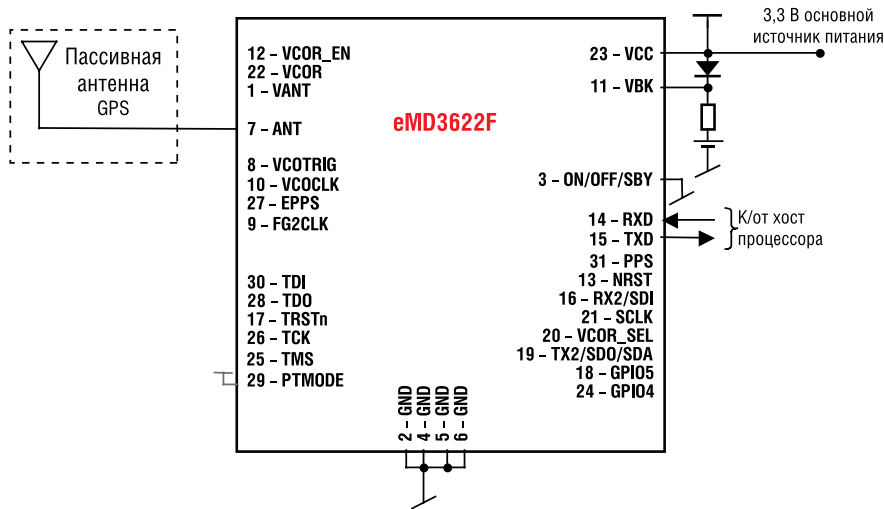 Пассивная
антенна
GPS
12 – VCOR_EN
22 – VCOR
1 – VANT
7 – ANT
8 – VCOTRIG
10 – VCOCLK
27 – EPPS
9 – FG2CLK
30 – TDI
28 – TDO
17 – TRSTn
26 – TCK
25 – TMS
29 – PTMODE
eMD3622F
2 – GND
4 – GND
5 – GND
6 – GND
23 – VCC
11 – VBK
3 – ON/OFF/SBY
14 – RXD
15 – TXD
31 – PPS
13 – NRST
16 – RX2/SDI
21 – SCLK
20 – VCOR_SEL
19 – TX2/SDO/SDA
18 – GPIO5
24 – GPIO4
3,3 В основной
источник питания
К/от хост
процессора